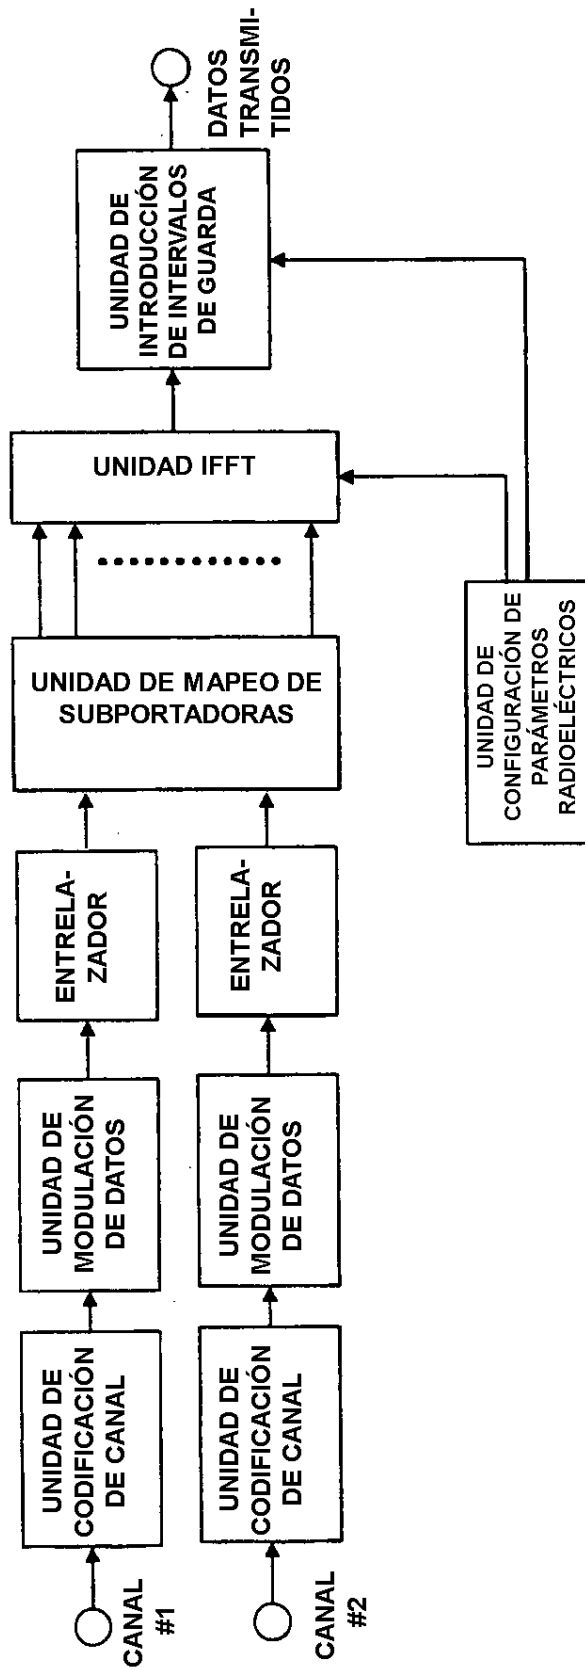 CANAL
#1
UNIDAD DE
CODIFICACIÓN
DE CANAL
UNIDAD DE
MODULACIÓN
DE DATOS
ENTRELA-
ZADOR
CANAL
#2
UNIDAD DE
CODIFICACIÓN
DE CANAL
UNIDAD DE
MODULACIÓN
DE DATOS
ENTRELA-
ZADOR
UNIDAD DE MAPEO DE
SUBPORTADORAS
UNIDAD IFFT
UNIDAD DE
INTRODUCCIÓN
DE INTERVALOS
DE GUARDA
DATOS
TRANSMI-
TIDOS
UNIDAD DE
CONFIGURACIÓN DE
PARÁMETROS
RADIOELÉCTRICOS